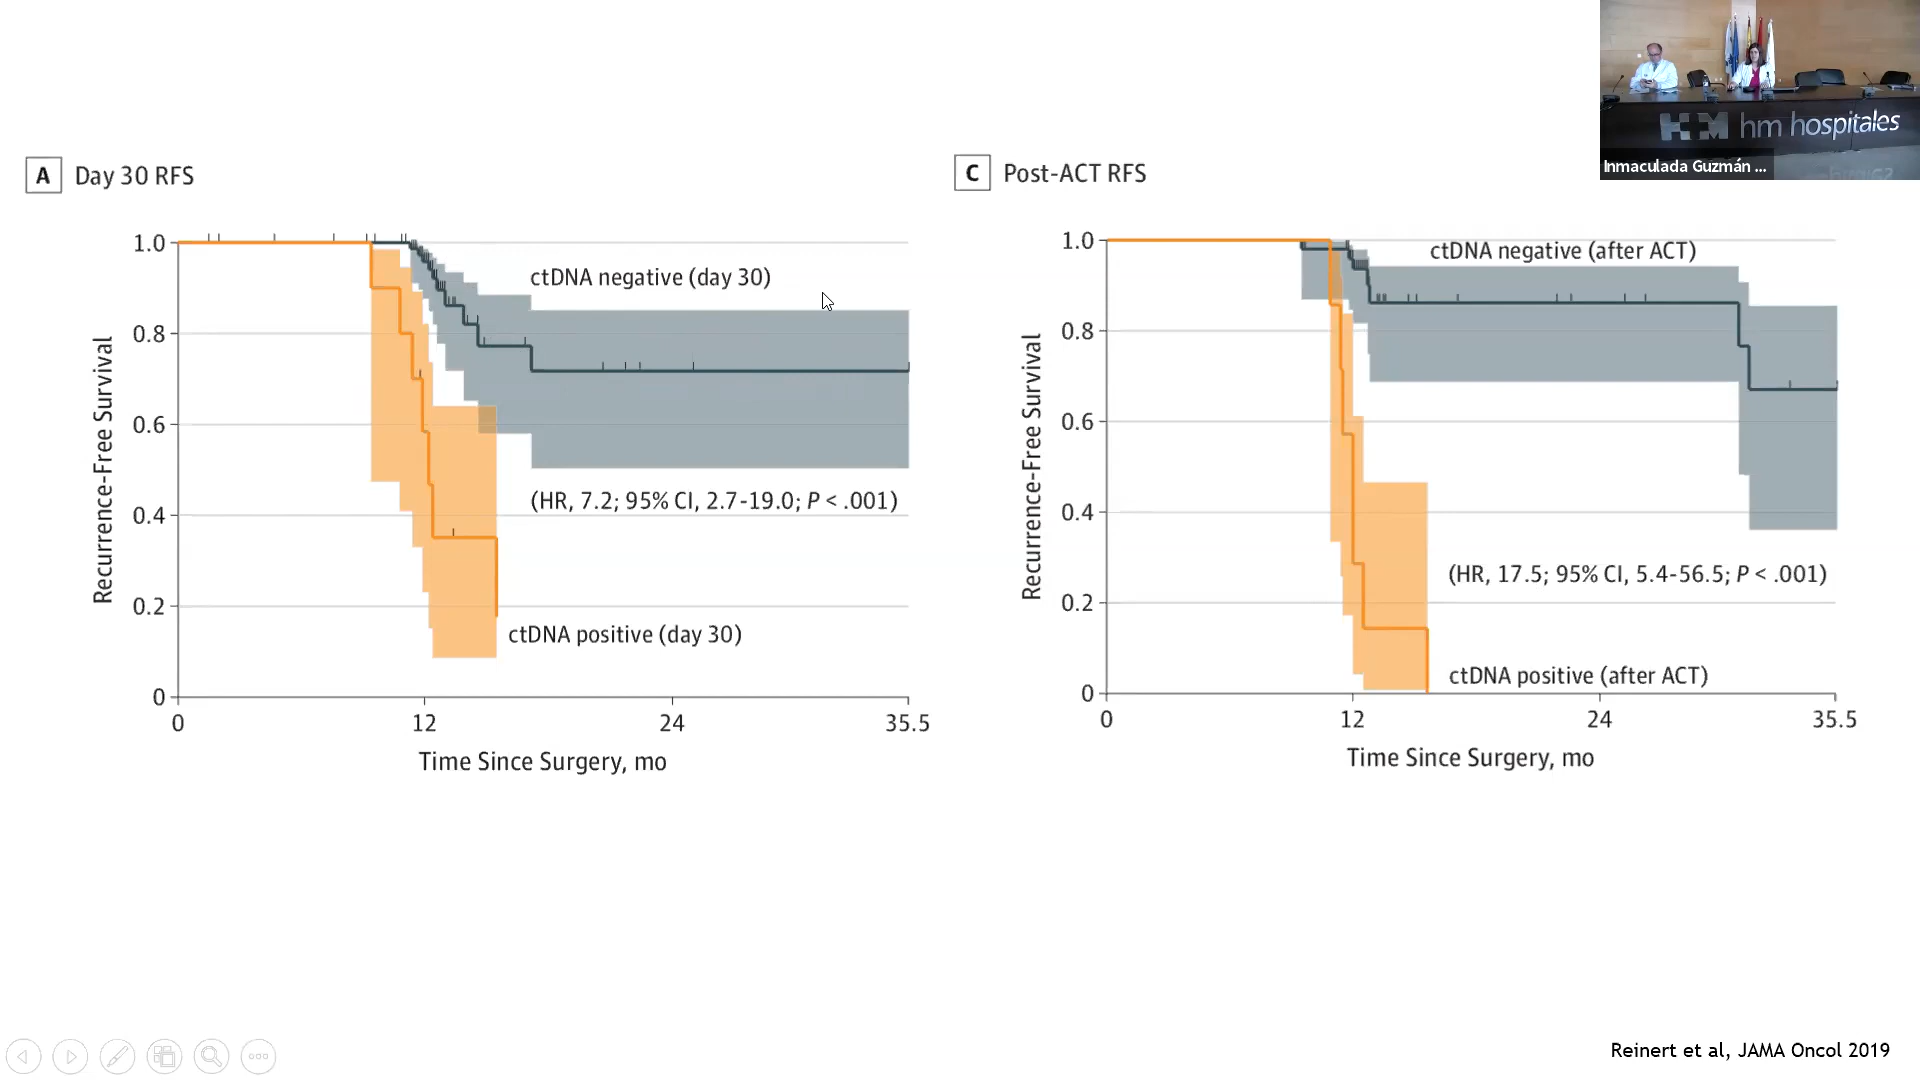 hm hospitales
Inmaculada Guzmán ...
A Day 30 RFS
1.0
0.8
0.6
0.4
0.2
0
Recurrence-Free Survival
ctDNA negative (day 30)
(HR, 7.2; 95% CI, 2.7-19.0; P < .001)
ctDNA positive (day 30)
0 12 24 35.5
Time Since Surgery, mo
C Post-ACT RFS
1.0
0.8
0.6
0.4
0.2
0
Recurrence-Free Survival
ctDNA negative (after ACT)
(HR, 17.5; 95% CI, 5.4-56.5; P < .001)
ctDNA positive (after ACT)
0 12 24 35.5
Time Since Surgery, mo
Reinert et al, JAMA Oncol 2019